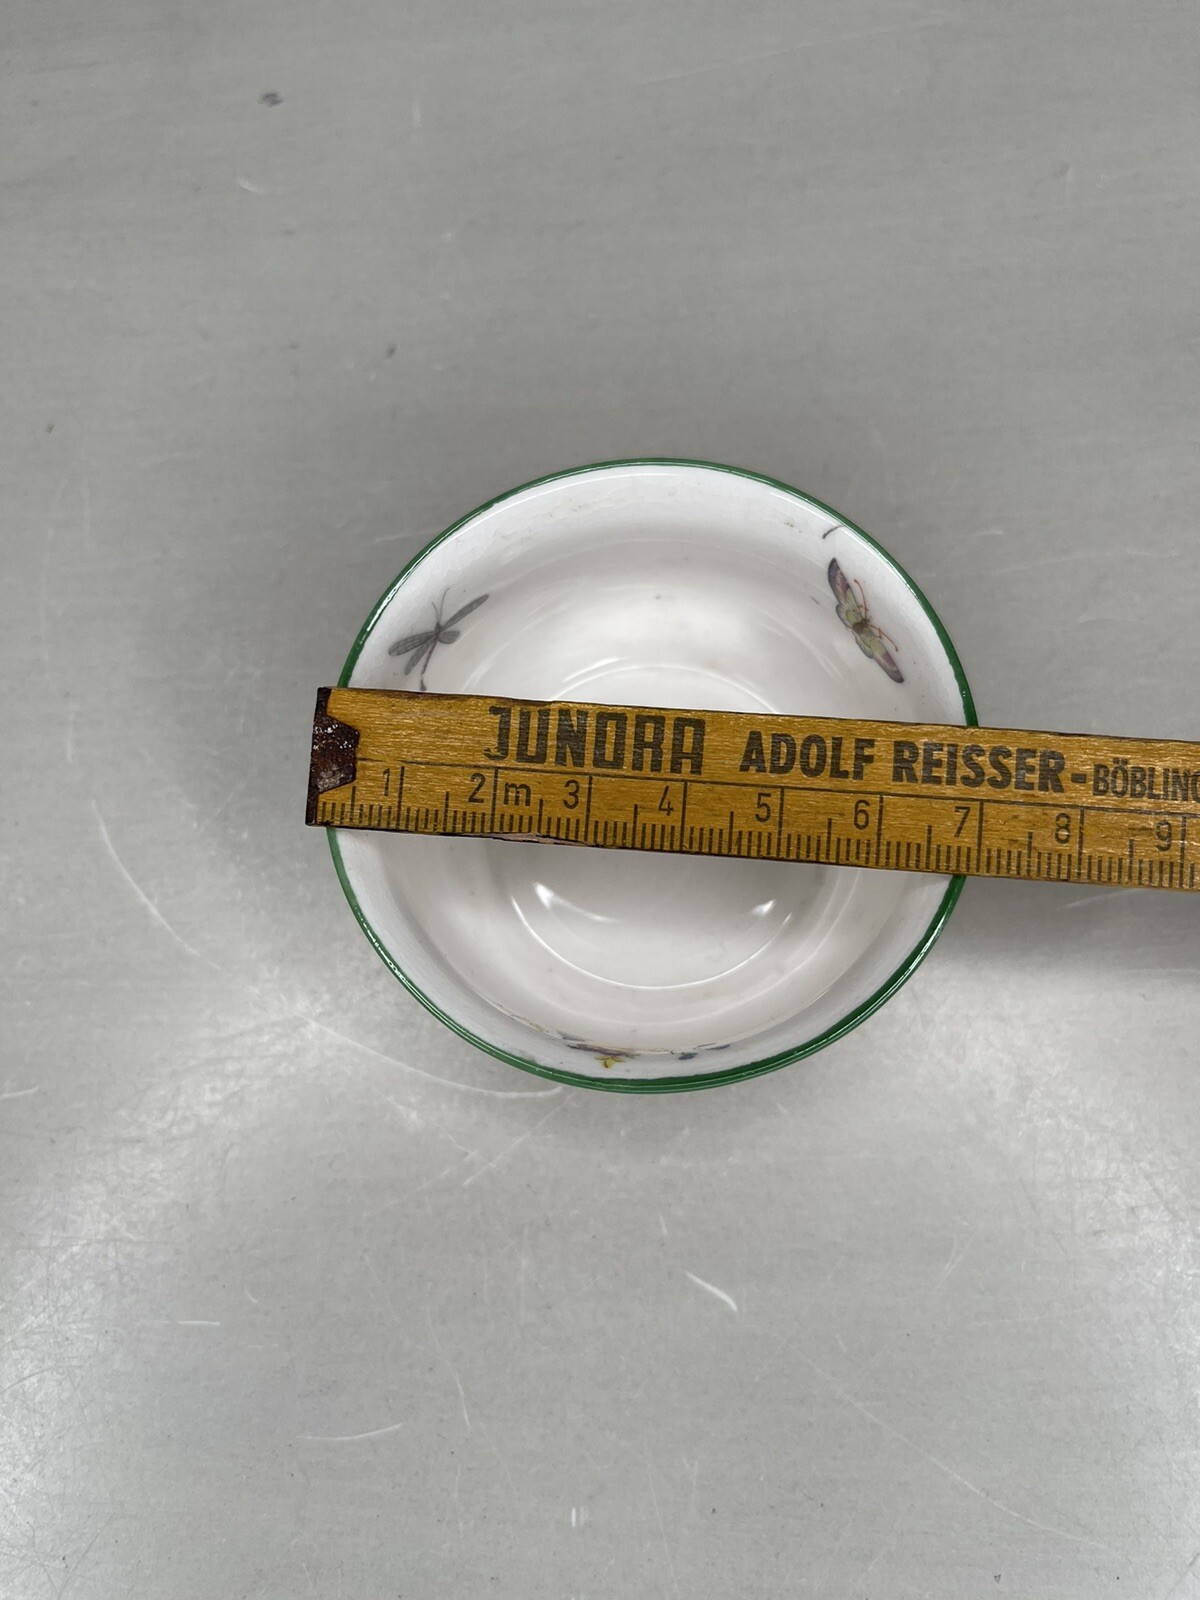 JUNORA ADOLF REISSER-BÖBLING
1 2 m 3 4 5 6 7 8 9